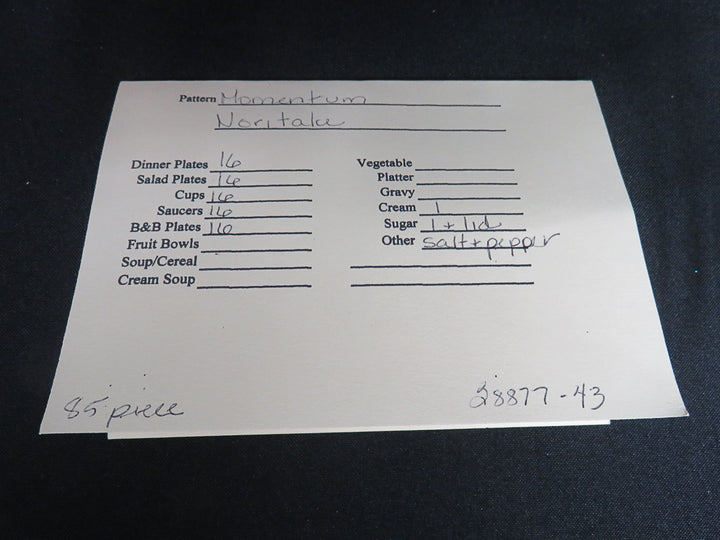 Pattern Momentum
Noritake
Dinner Plates 16
Salad Plates 16
Cups 16
Saucers 16
B&B Plates 16
Fruit Bowls
Soup/Cereal
Cream Soup
Vegetable
Platter
Gravy
Cream 1
Sugar 1 + lid
Other salt + pepper
85 piece
28877-43